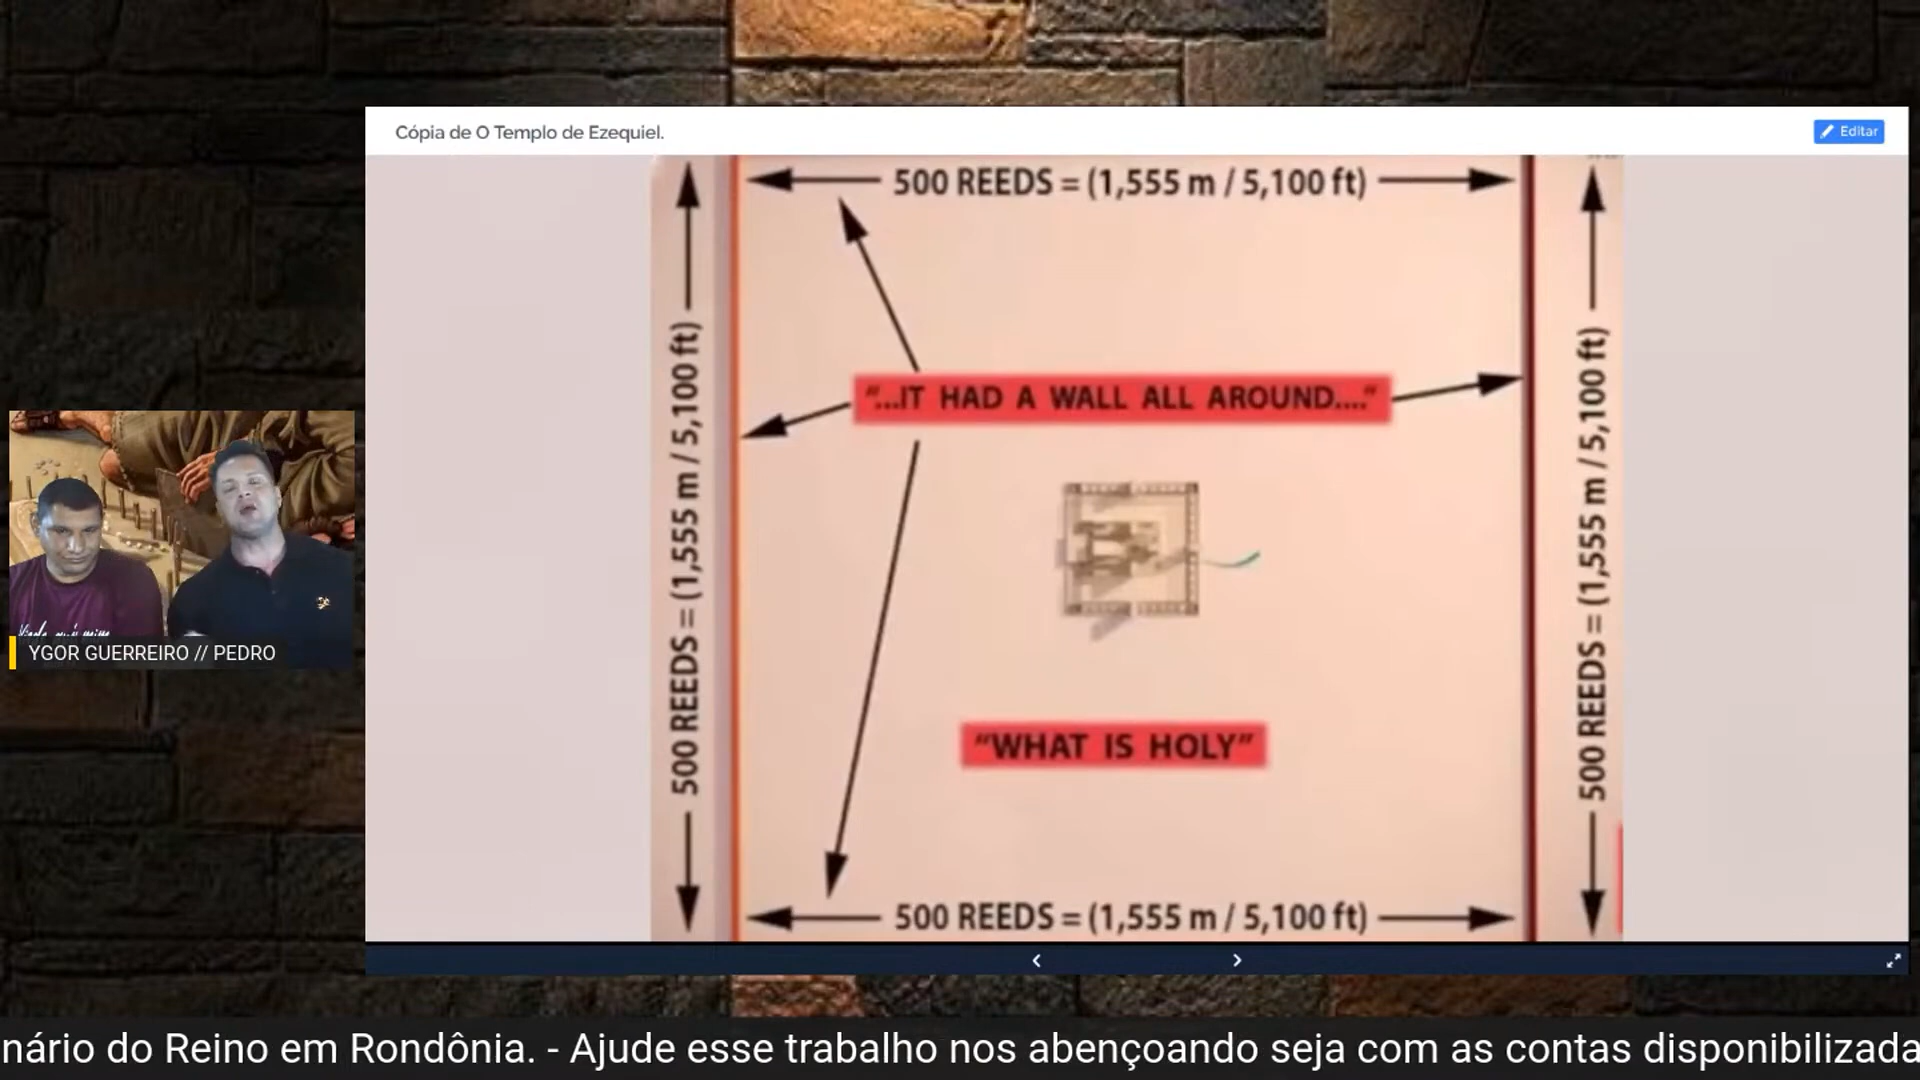 Cópia de O Templo de Ezequiel.
Editar
500 REEDS = (1,555 m / 5,100 ft)
500 REEDS = (1,555 m / 5,100 ft)
500 REEDS = (1,555 m / 5,100 ft)
"...IT HAD A WALL ALL AROUND...."
"WHAT IS HOLY"
500 REEDS = (1,555 m / 5,100 ft)
YGOR GUERREIRO // PEDRO
nário do Reino em Rondônia. - Ajude esse trabalho nos abençoando seja com as contas disponibilizada